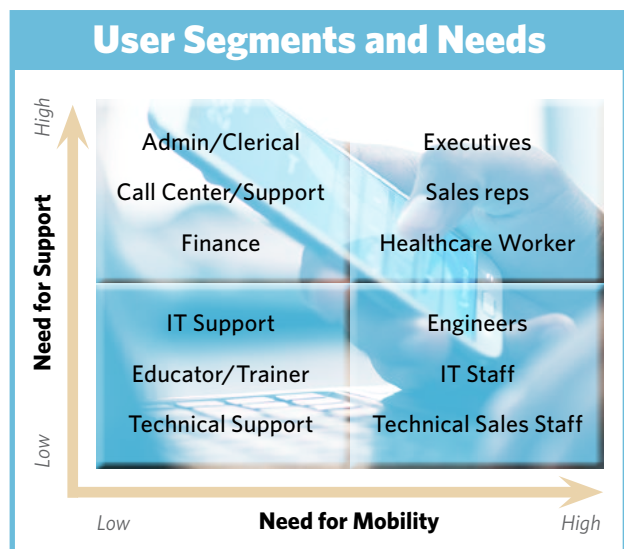 User Segments and Needs
High
Need for Support
Low
Admin/Clerical
Call Center/Support
Finance
Executives
Sales reps
Healthcare Worker
IT Support
Educator/Trainer
Technical Support
Engineers
IT Staff
Technical Sales Staff
Low
Need for Mobility
High